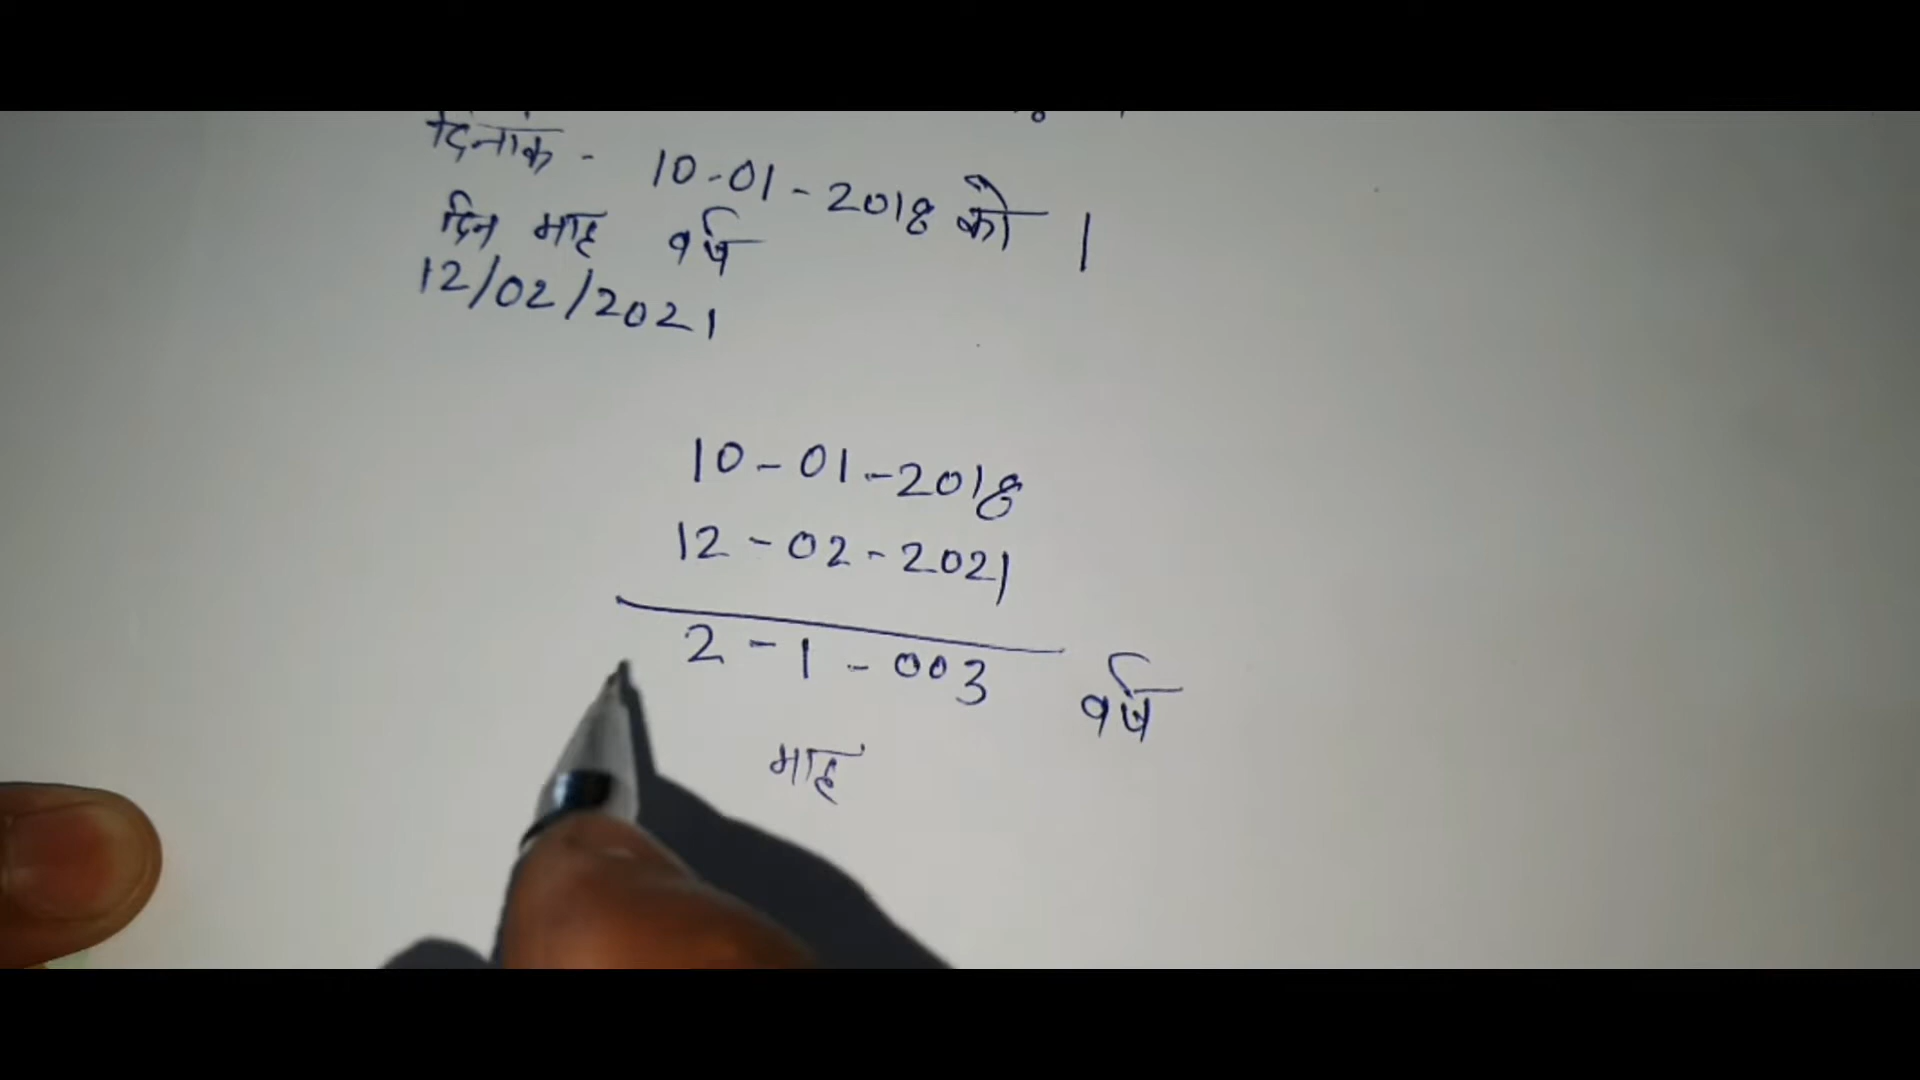 दिनांक - 10-01-2018 को ।
दिन माह वर्ष
12/02/2021
10-01-2018
12-02-2021
2-1-003 वर्ष
माह